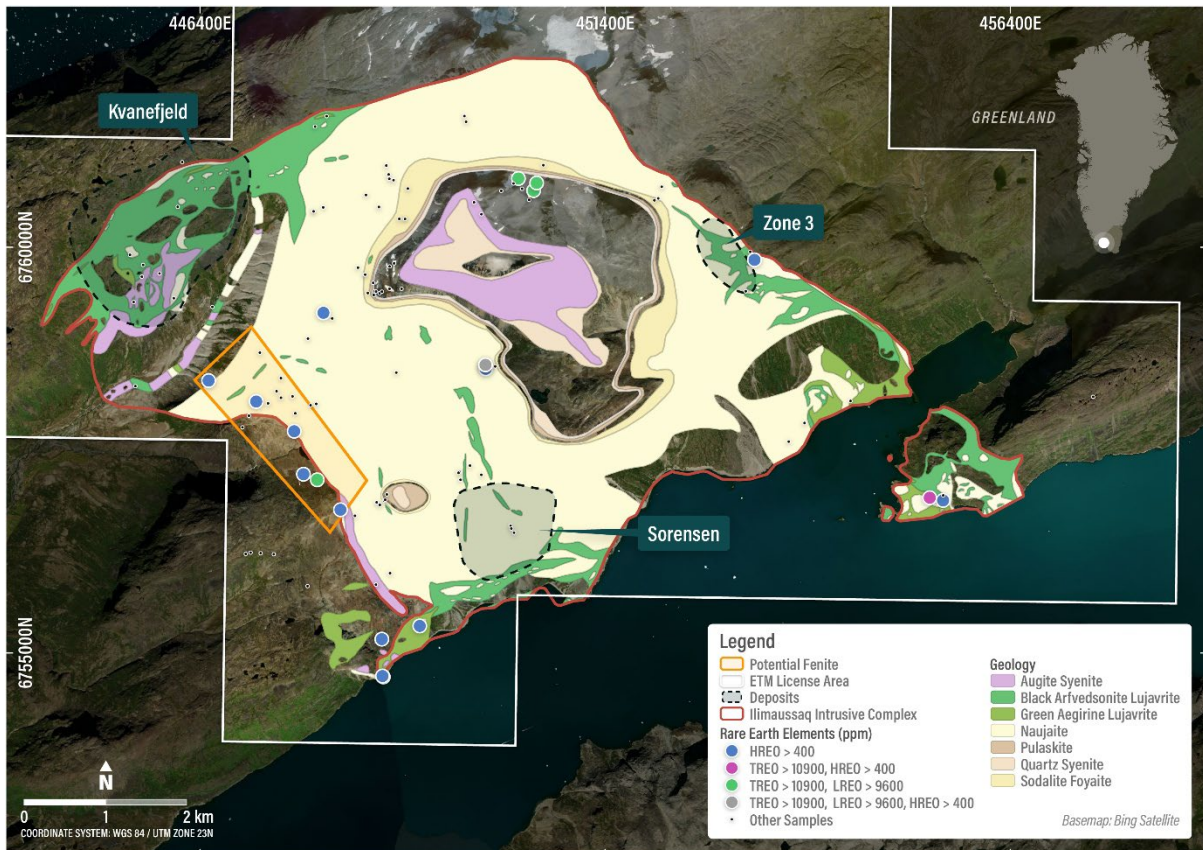 446400E
451400E
456400E
Kvanefjeld
GREENLAND
Zone 3
6760000N
Sorensen
6755000N
Legend
Potential Fenite
ETM License Area
Deposits
Ilimaussaq Intrusive Complex
Rare Earth Elements (ppm)
HREO > 400
TREO > 10900, HREO > 400
TREO > 10900, LREO > 9600
TREO > 10900, LREO > 9600, HREO > 400
Other Samples
Geology
Augite Syenite
Black Arfvedsonite Lujavrite
Green Aegirine Lujavrite
Naujaite
Pulaskite
Quartz Syenite
Sodalite Foyaite
Basemap: Bing Satellite
N
0 1 2 km
COORDINATE SYSTEM: WGS 84 / UTM ZONE 23N